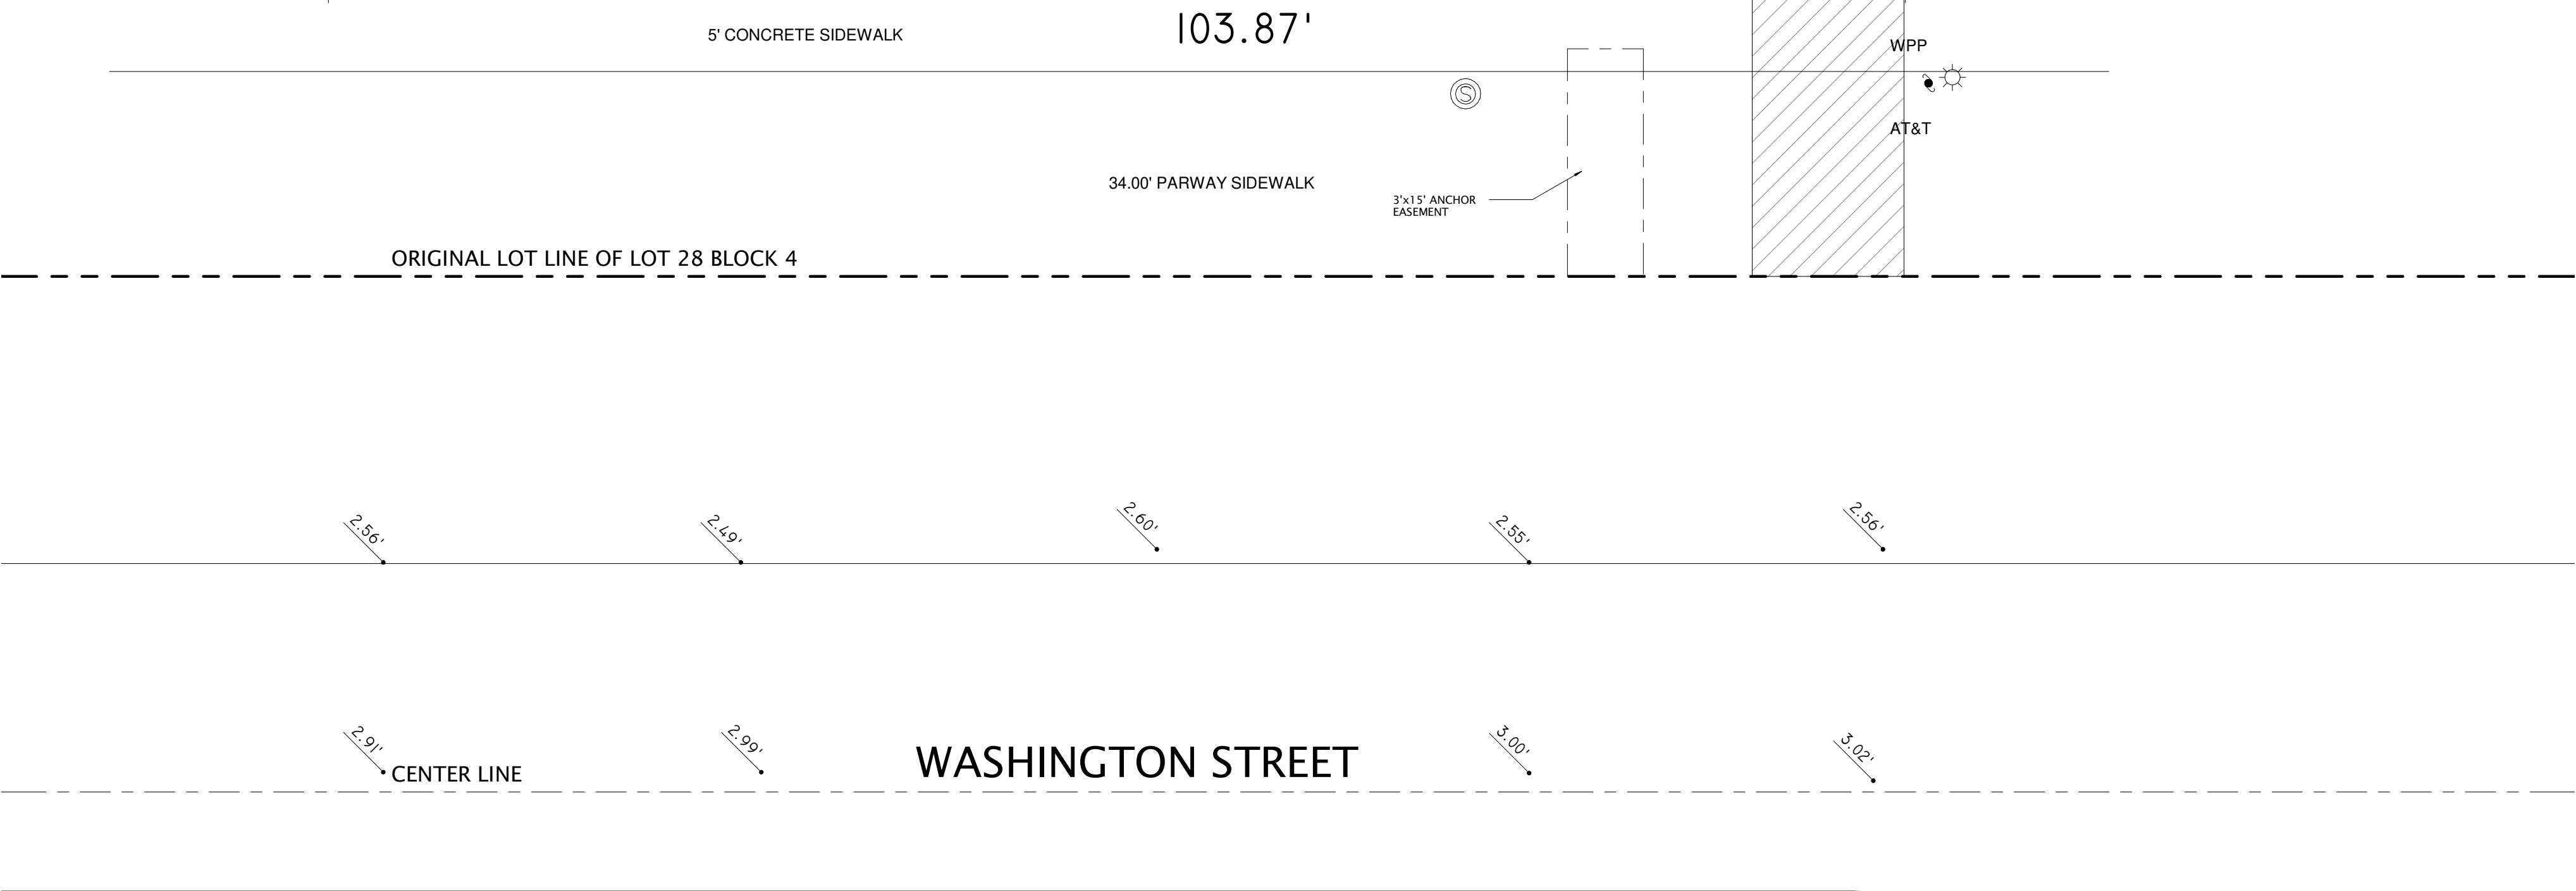 5' CONCRETE SIDEWALK
103.87'
WPP
S
AT&T
34.00' PARWAY SIDEWALK
3'x15' ANCHOR
EASEMENT
ORIGINAL LOT LINE OF LOT 28 BLOCK 4
2.56'
2.49'
2.60'
2.55'
2.56'
2.91'
2.99'
3.00'
3.02'
WASHINGTON STREET
CENTER LINE